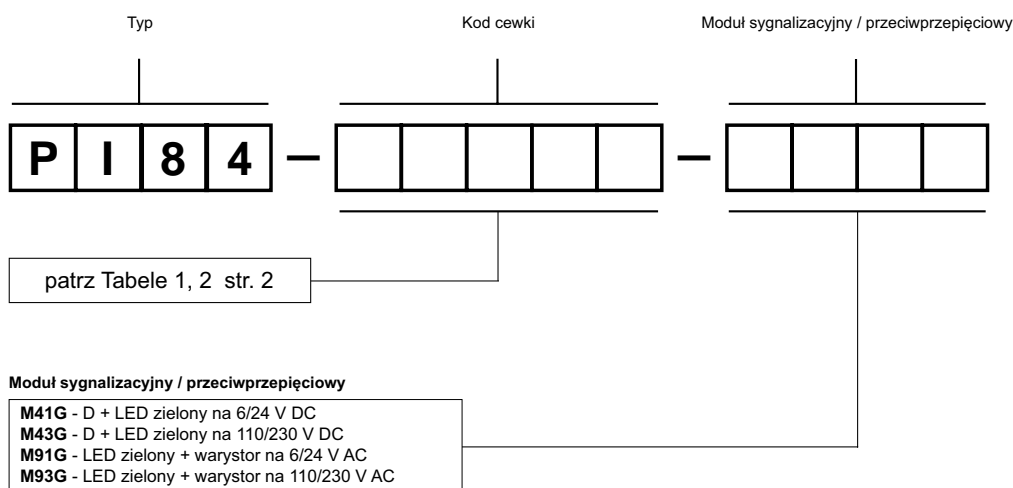 Typ
Kod cewki
Moduł sygnalizacyjny / przeciwprzepięciowy
P I 8 4 – –
patrz Tabele 1, 2 str. 2
Moduł sygnalizacyjny / przeciwprzepięciowy
M41G - D + LED zielony na 6/24 V DC
M43G - D + LED zielony na 110/230 V DC
M91G - LED zielony + warystor na 6/24 V AC
M93G - LED zielony + warystor na 110/230 V AC